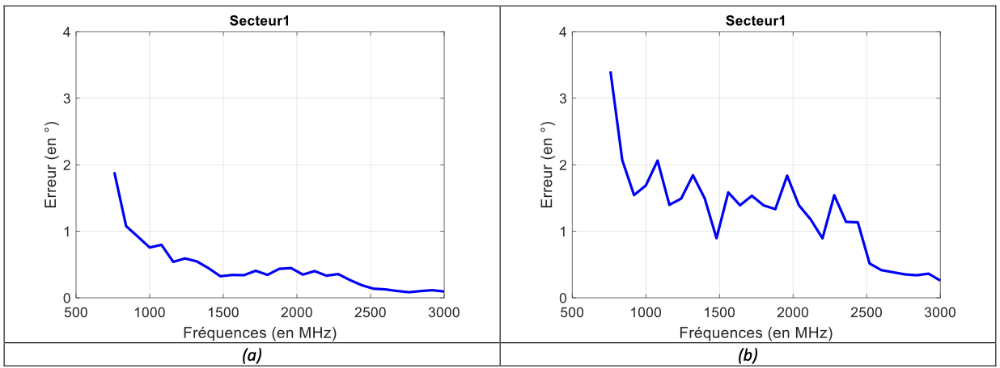 Secteur1
4
3
2
1
0
Erreur (en °)
500 1000 1500 2000 2500 3000
Fréquences (en MHz)
(a)
Secteur1
4
3
2
1
0
Erreur (en °)
500 1000 1500 2000 2500 3000
Fréquences (en MHz)
(b)